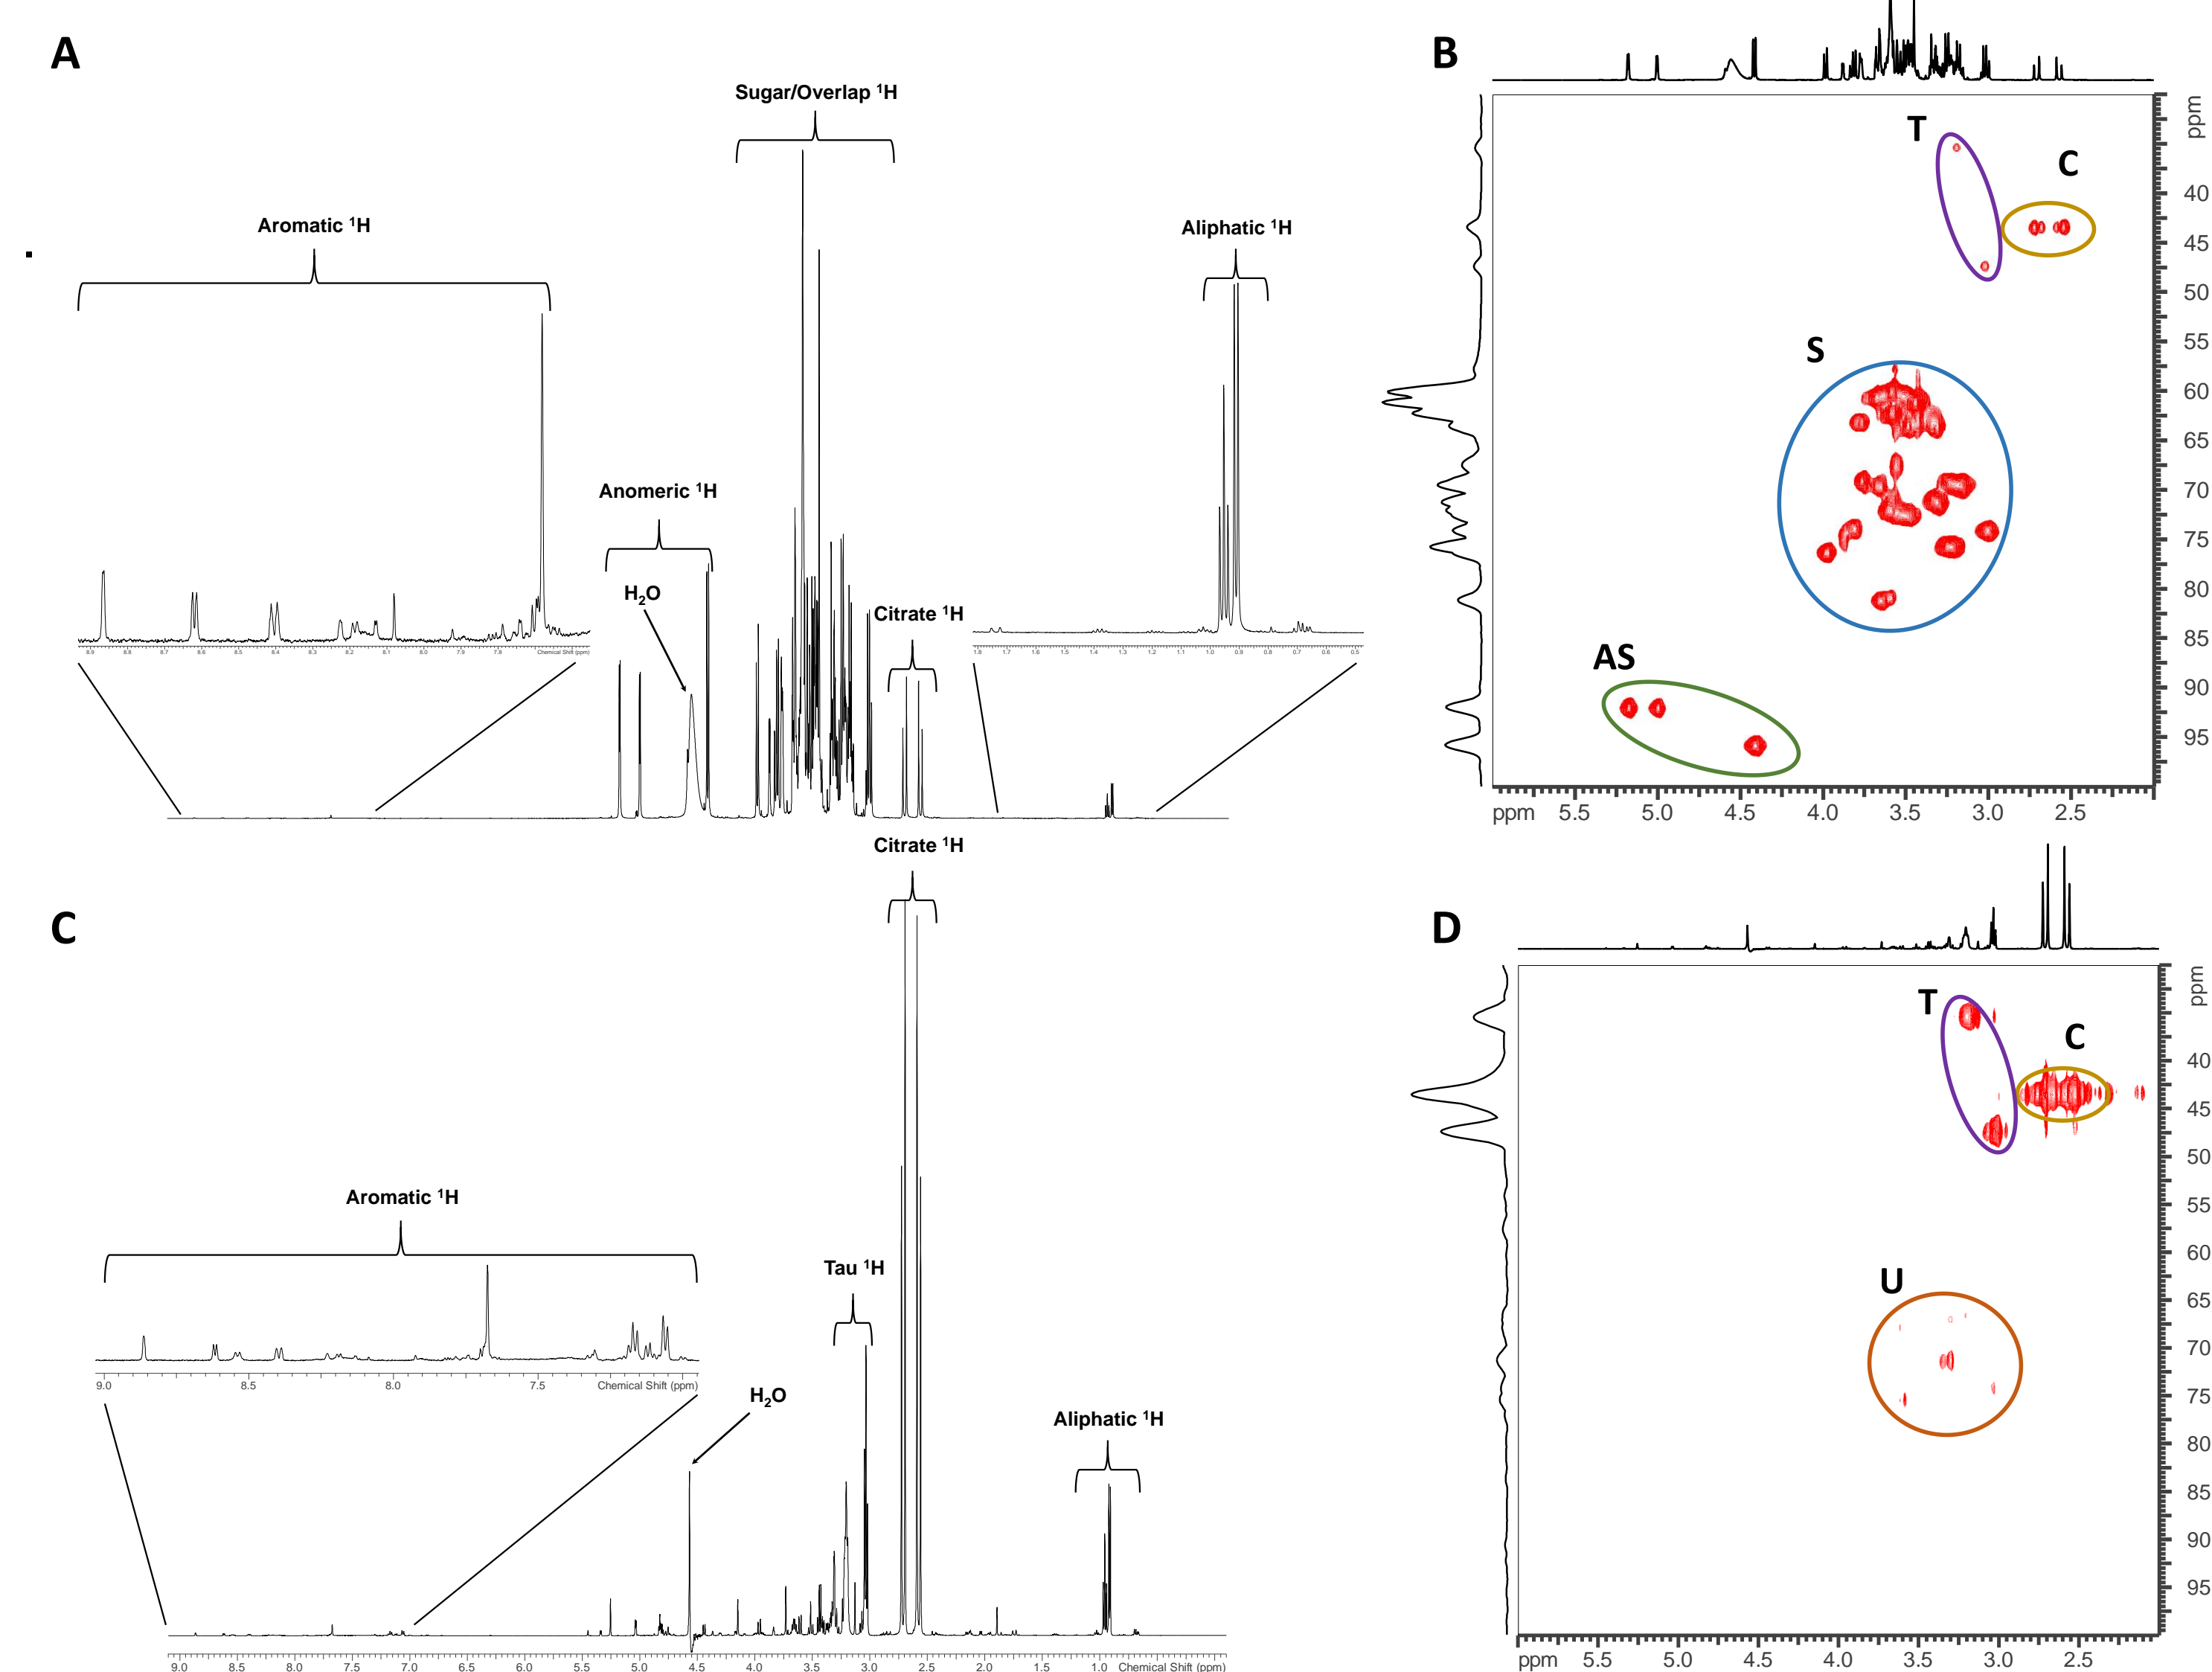 A
Sugar/Overlap ¹H
Aromatic ¹H
Aliphatic ¹H
Anomeric ¹H
H₂O
Citrate ¹H
Chemical Shift (ppm)
B
T
C
S
AS
ppm
40
45
50
55
60
65
70
75
80
85
90
95
ppm 5.5 5.0 4.5 4.0 3.5 3.0 2.5
C
Citrate ¹H
Aromatic ¹H
Tau ¹H
H₂O
Aliphatic ¹H
9.0 8.5 8.0 7.5 Chemical Shift (ppm)
9.0 8.5 8.0 7.5 7.0 6.5 6.0 5.5 5.0 4.5 4.0 3.5 3.0 2.5 2.0 1.5 1.0 Chemical Shift (ppm)
D
T
C
U
ppm
40
45
50
55
60
65
70
75
80
85
90
95
ppm 5.5 5.0 4.5 4.0 3.5 3.0 2.5